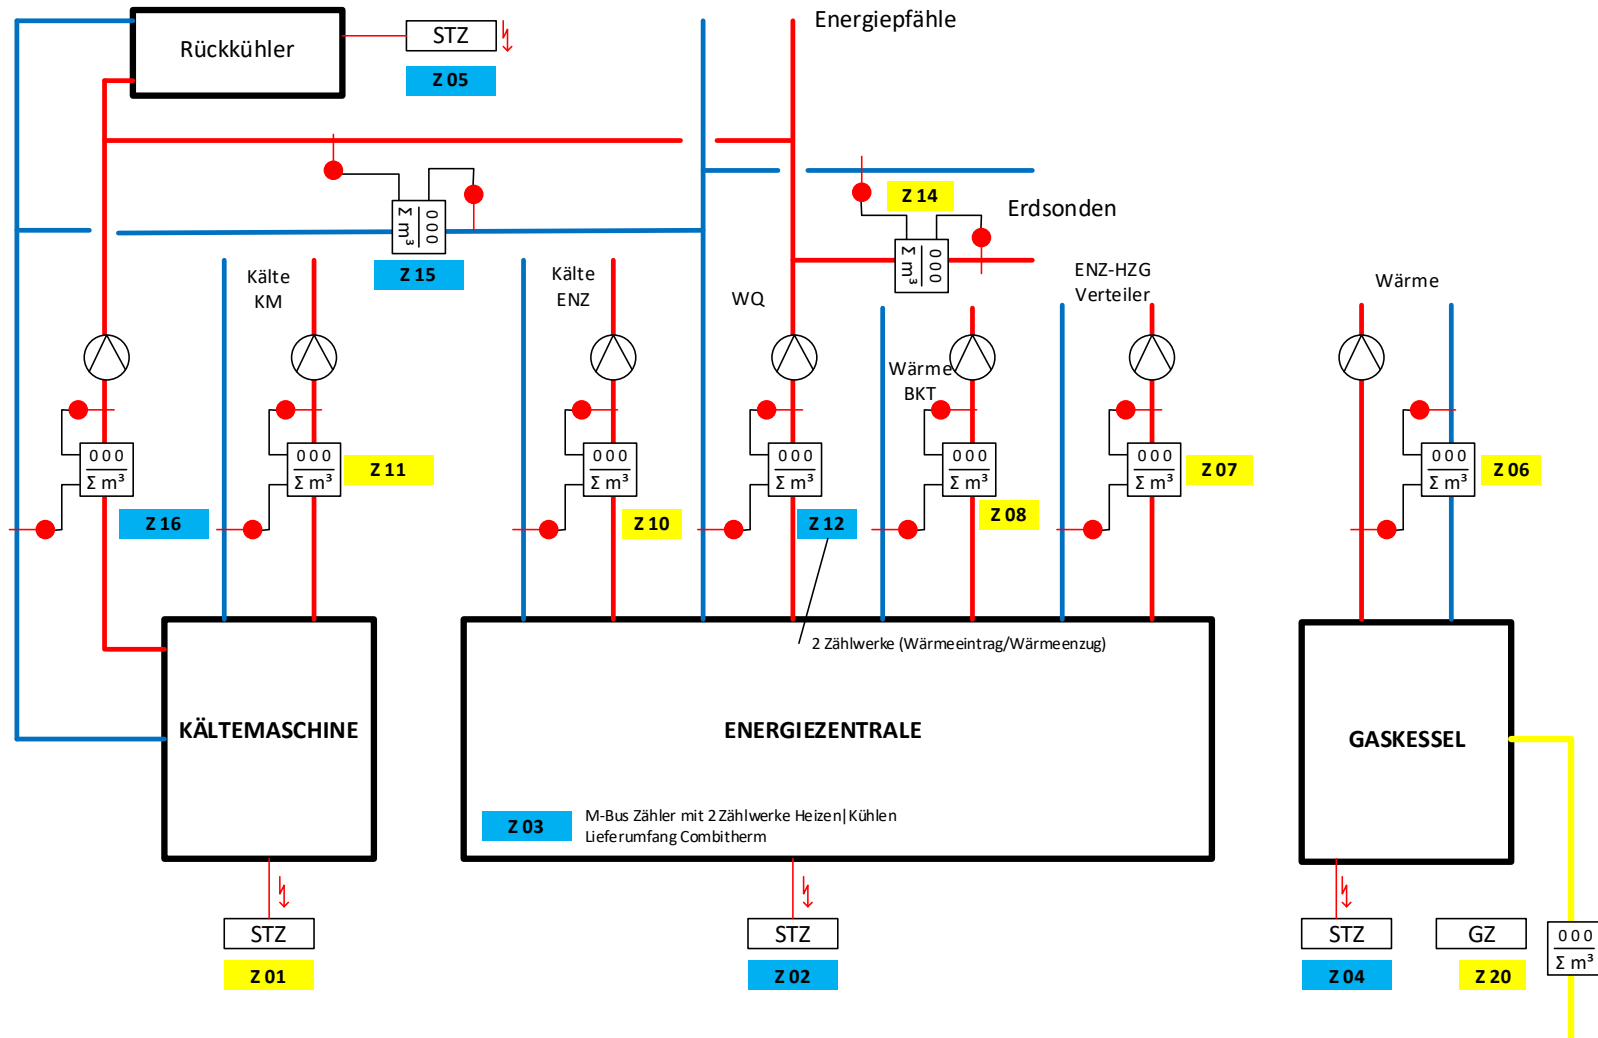 Energiepfähle
Rückkühler
STZ
Z 05
Z 14
Erdsonden
000
Σ m³
000
Σ m³
Z 15
Kälte
KM
Kälte
ENZ
WQ
ENZ-HZG
Verteiler
Wärme
Wärme
BKT
000
Σ m³
000
Σ m³
Z 11
000
Σ m³
000
Σ m³
000
Σ m³
000
Σ m³
Z 07
000
Σ m³
Z 06
Z 16
Z 10
Z 12
Z 08
2 Zählwerke (Wärmeeintrag/Wärmeenzug)
KÄLTEMASCHINE
ENERGIEZENTRALE
GASKESSEL
Z 03
M-Bus Zähler mit 2 Zählwerke Heizen|Kühlen
Lieferumfang Combitherm
STZ
Z 01
STZ
Z 02
STZ
Z 04
GZ
Z 20
000
Σ m³